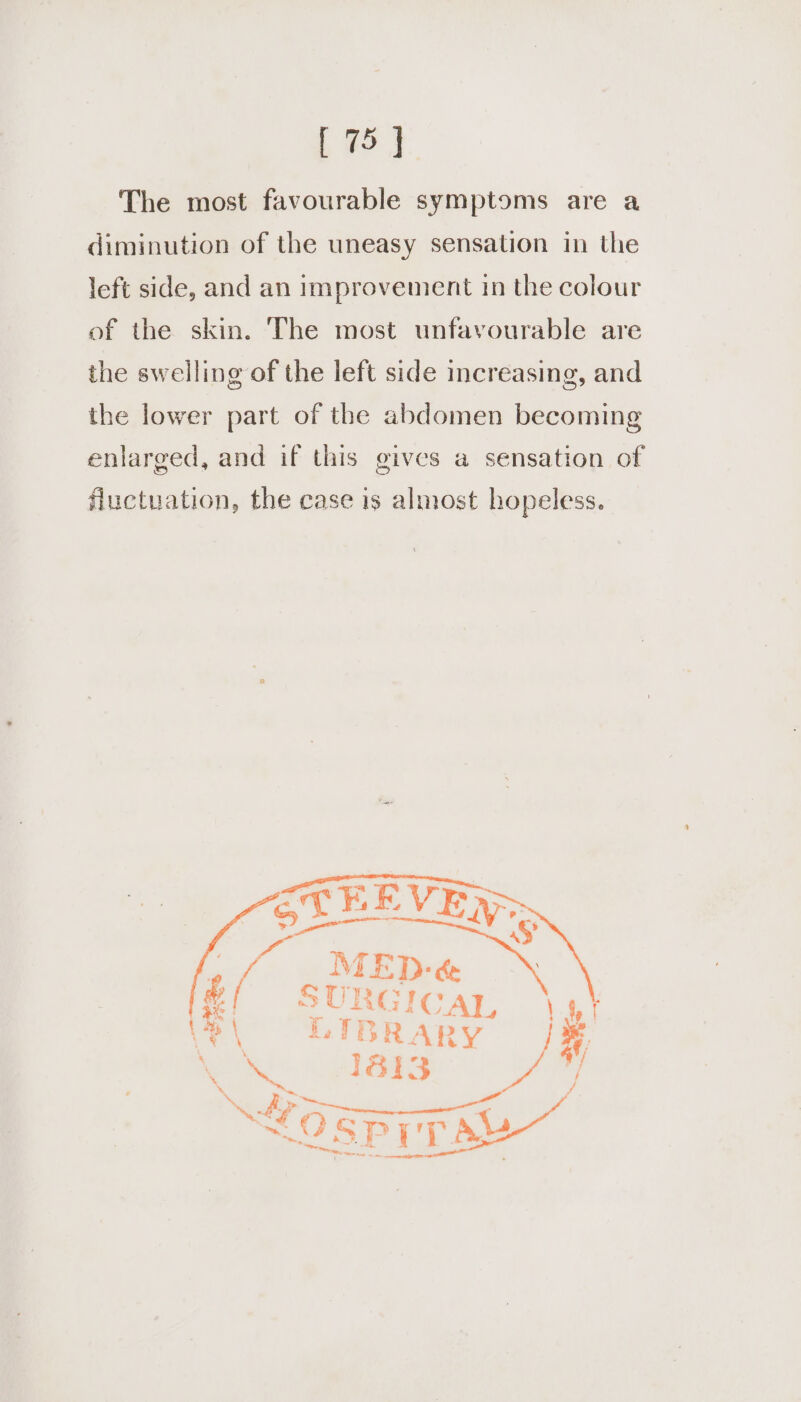 [ 75 ]
The most favourable symptoms are a
diminution of the uneasy sensation in the
left side, and an improvement in the colour
of the skin. The most unfavourable are
the swelling of the left side increasing, and
the lower part of the abdomen becoming
enlarged, and if this gives a sensation of
fluctuation, the case is almost hopeless.
STEEVEN'S
MED. &
SURGICAL
LIBRARY
1813
HOSPITAL